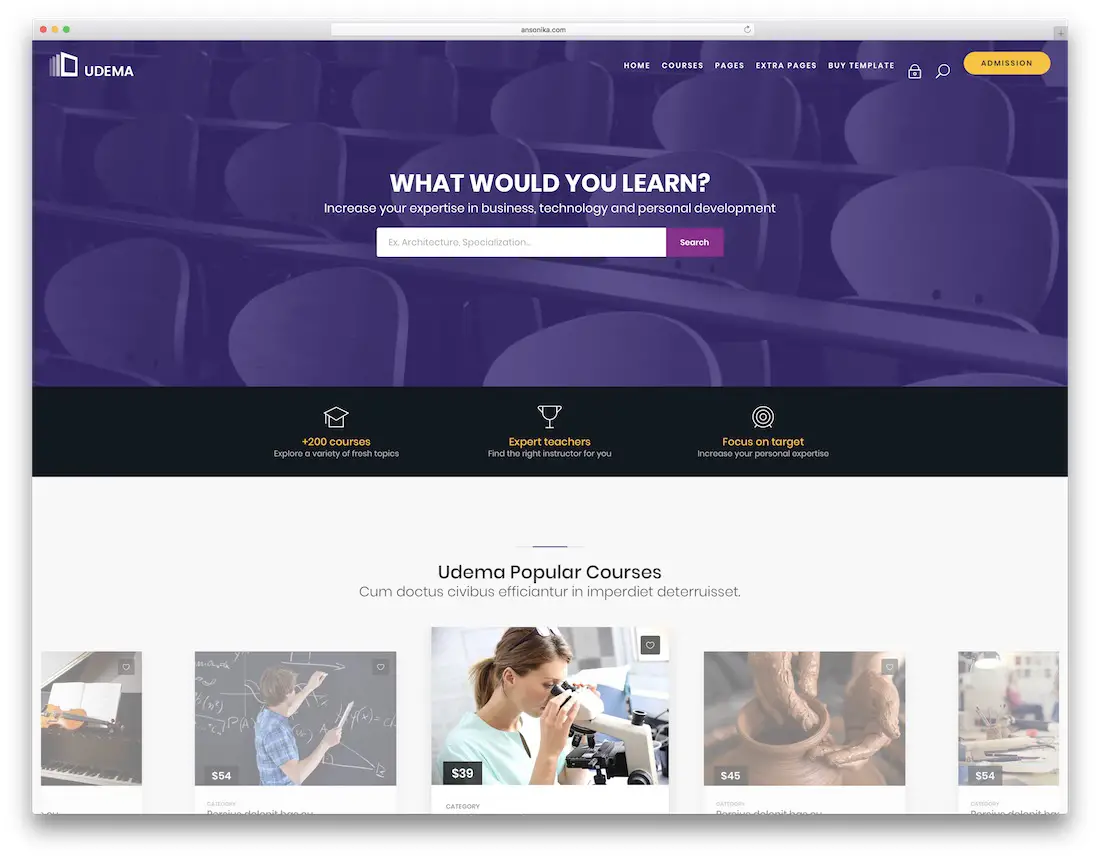 ansonika.com
UDEMA
HOME COURSES PAGES EXTRA PAGES BUY TEMPLATE ADMISSION
WHAT WOULD YOU LEARN?
Increase your expertise in business, technology and personal development
Ex. Architecture, Specialization... Search
+200 courses Expert teachers Focus on target
Explore a variety of fresh topics Find the right instructor for you Increase your personal expertise
Udema Popular Courses
Cum doctus civibus efficiantur in imperdiet deterruisset.
$54 $39 $45 $54
CATEGORY CATEGORY CATEGORY CATEGORY